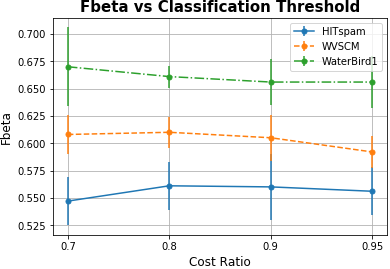 Fbeta vs Classification Threshold
HITspam
WVSCM
WaterBird1
0.700
0.675
0.650
0.625
0.600
0.575
0.550
0.525
Fbeta
0.7
0.8
0.9
0.95
Cost Ratio